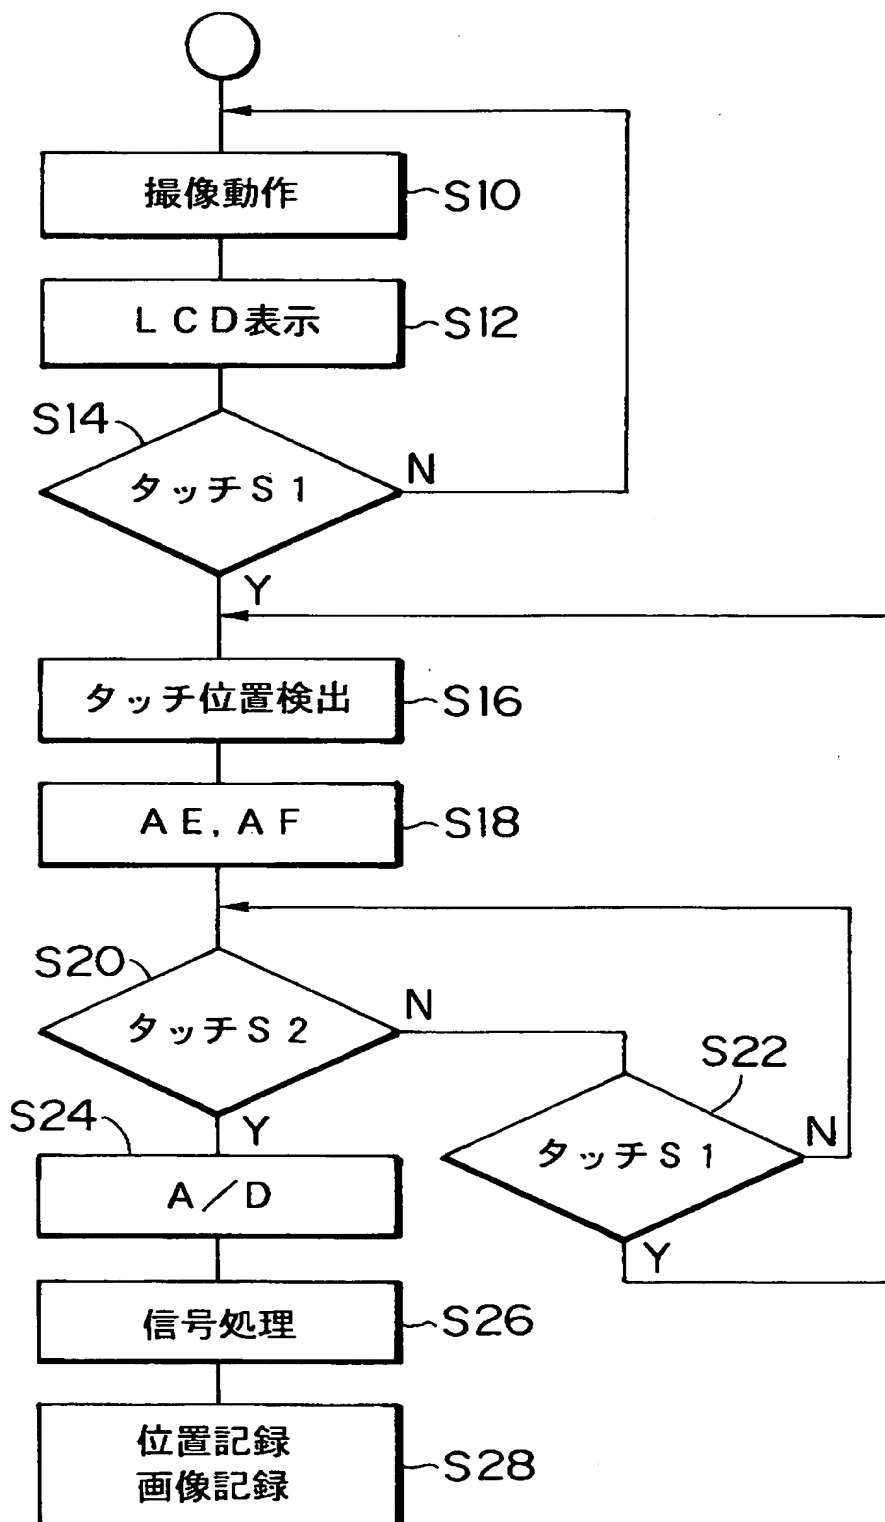 撮像動作
S10
LCD表示
S12
S14
タッチS1
N
Y
タッチ位置検出
S16
AE,AF
S18
S20
タッチS2
N
S22
タッチS1
N
Y
Y
S24
A/D
信号処理
S26
位置記録
画像記録
S28